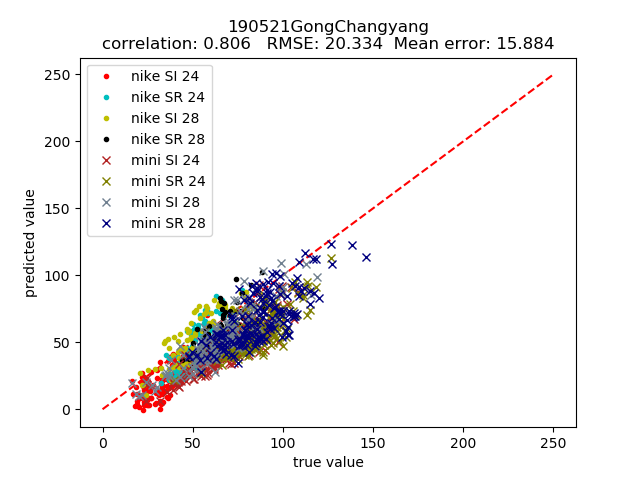 190521GongChangyang
correlation: 0.806 RMSE: 20.334 Mean error: 15.884
250
200
150
100
50
0
predicted value
nike SI 24
nike SR 24
nike SI 28
nike SR 28
mini SI 24
mini SR 24
mini SI 28
mini SR 28
0 50 100 150 200 250
true value